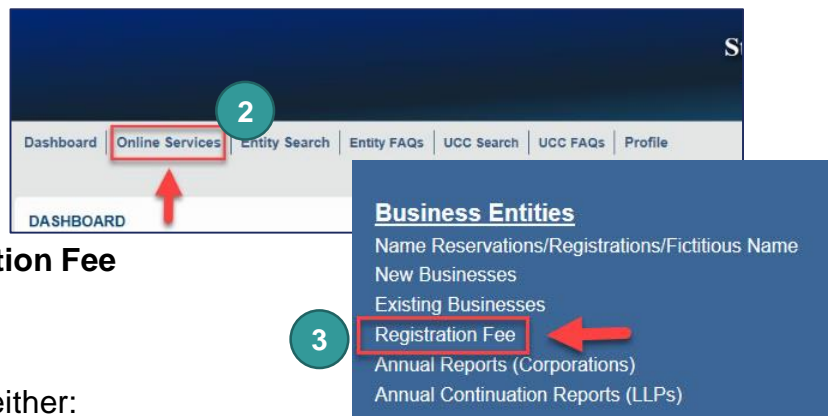 2
Dashboard | Online Services | Entity Search | Entity FAQs | UCC Search | UCC FAQs | Profile
DASHBOARD
Business Entities
Name Reservations/Registrations/Fictitious Name
New Businesses
Existing Businesses
3
Registration Fee
Annual Reports (Corporations)
Annual Continuation Reports (LLPs)
tion Fee
either: